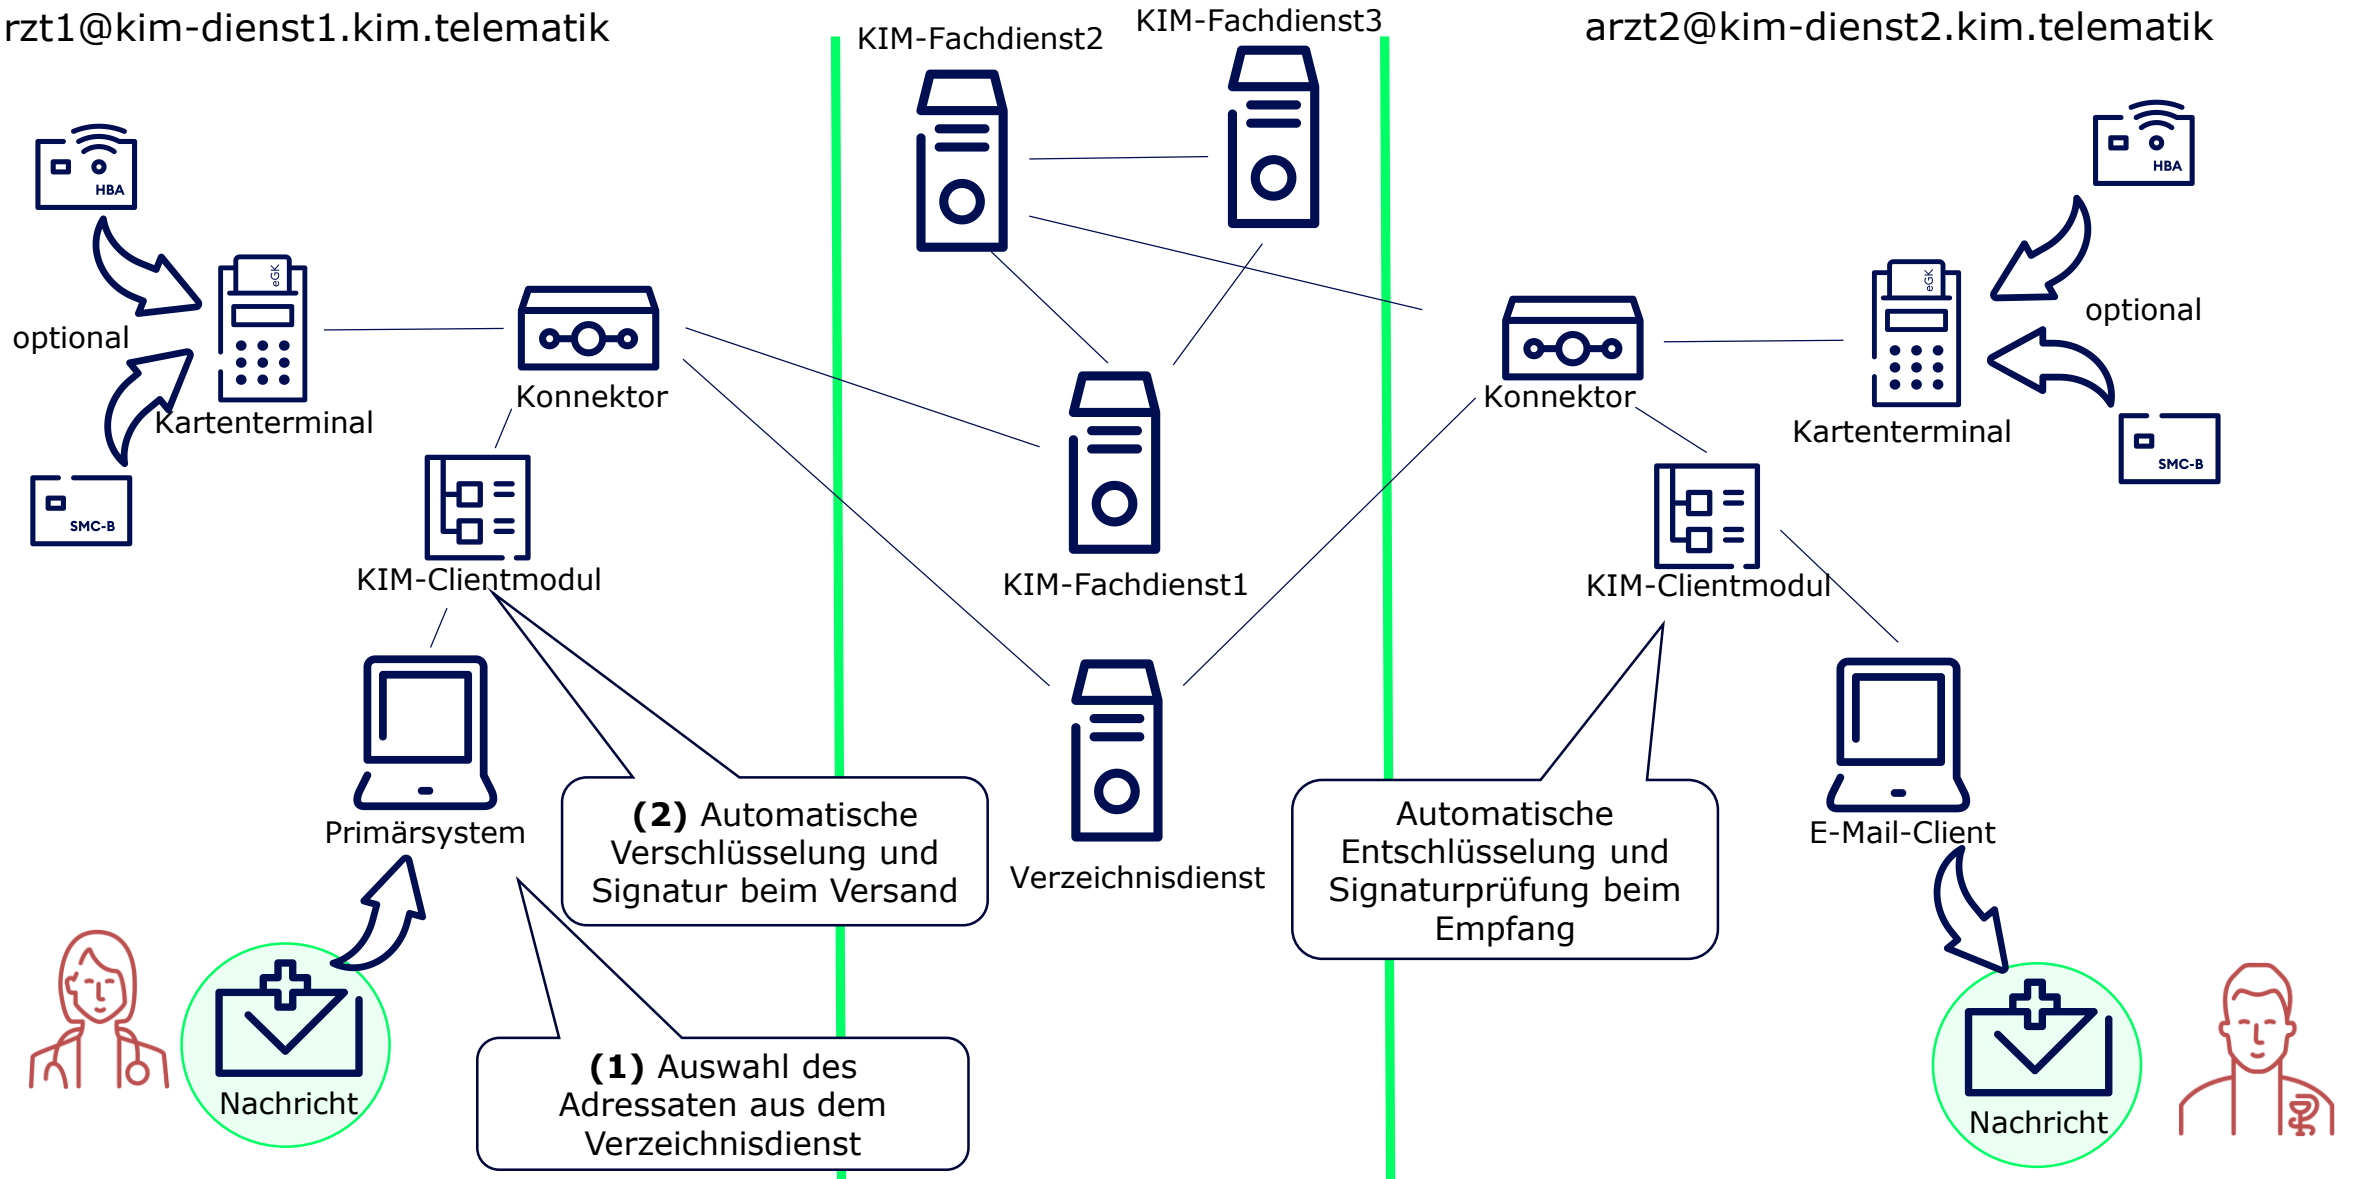 rzt1@kim-dienst1.kim.telematik
KIM-Fachdienst2
KIM-Fachdienst3
arzt2@kim-dienst2.kim.telematik
HBA
HBA
eGK
eGK
optional
optional
Konnektor
Konnektor
Kartenterminal
Kartenterminal
SMC-B
SMC-B
KIM-Clientmodul
KIM-Fachdienst1
KIM-Clientmodul
Primärsystem
(2) Automatische
Verschlüsselung und
Signatur beim Versand
Verzeichnisdienst
Automatische
Entschlüsselung und
Signaturprüfung beim
Empfang
E-Mail-Client
(1) Auswahl des
Adressaten aus dem
Verzeichnisdienst
Nachricht
Nachricht